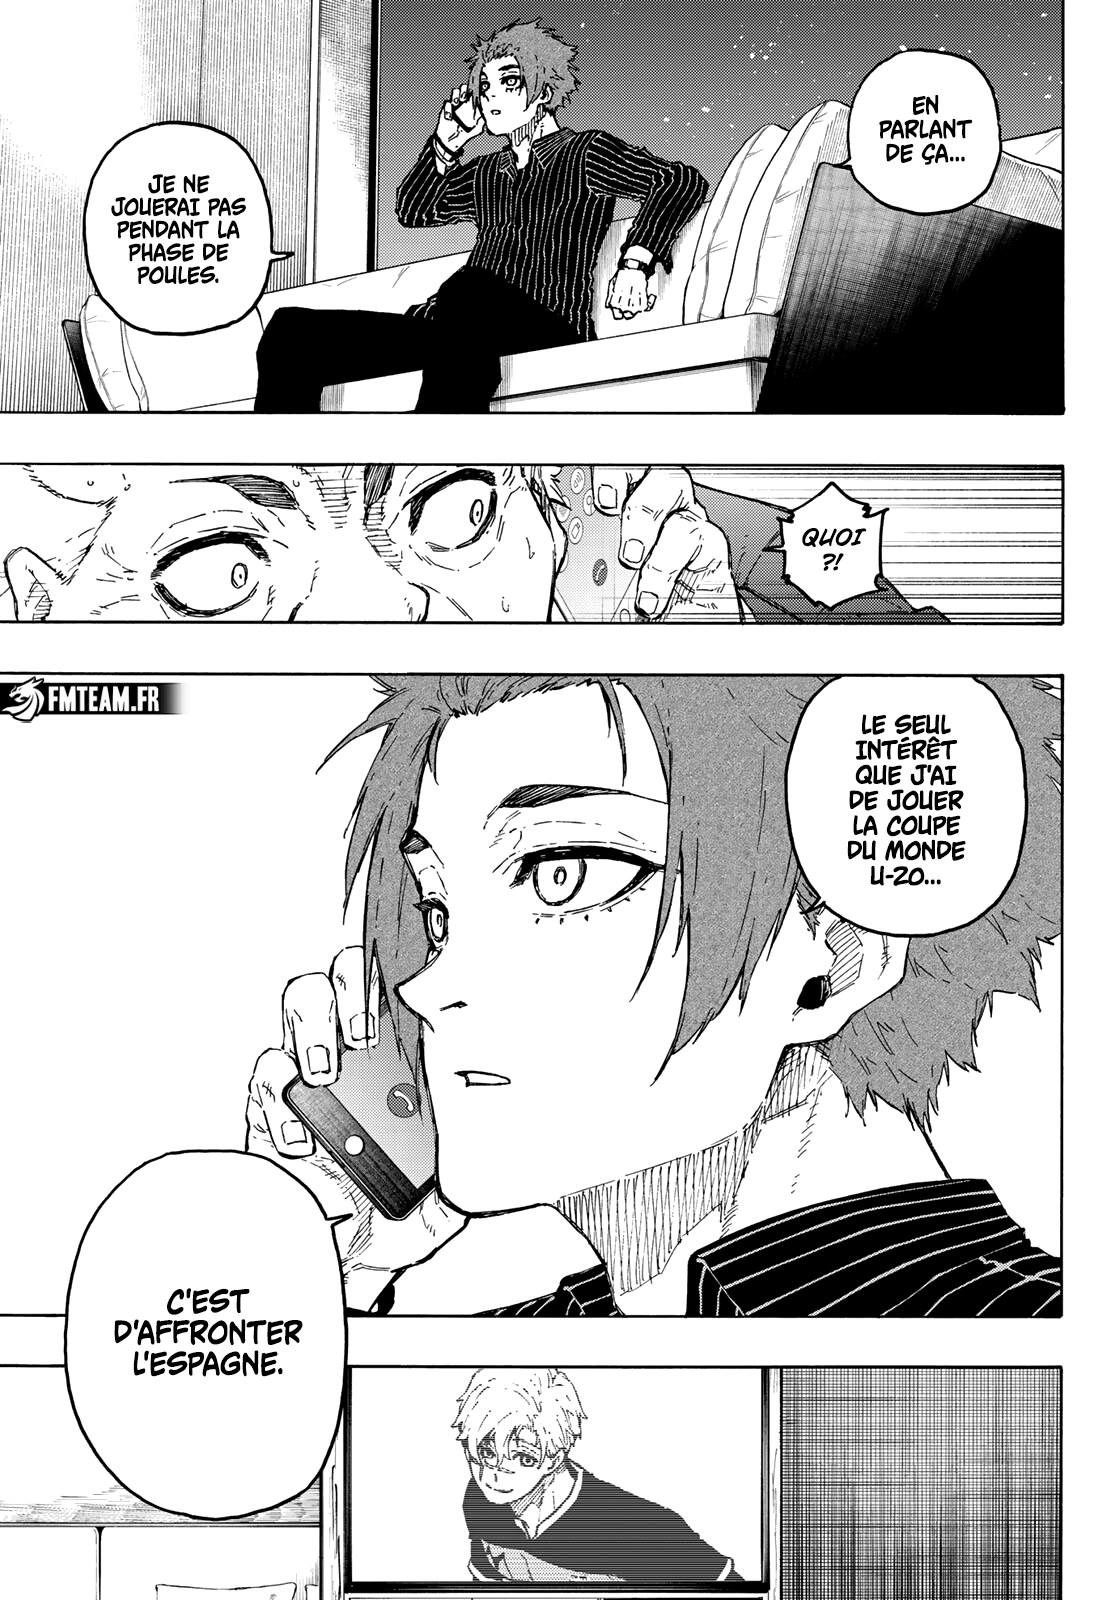 EN
PARLANT
DE ÇA...
JE NE
JOUERAI PAS
PENDANT LA
PHASE DE
POULES.
QUOI
?!
FMTEAM.FR
LE SEUL
INTÉRÊT
QUE J'AI
DE JOUER
LA COUPE
DU MONDE
U-20...
C'EST
D'AFFRONTER
L'ESPAGNE.